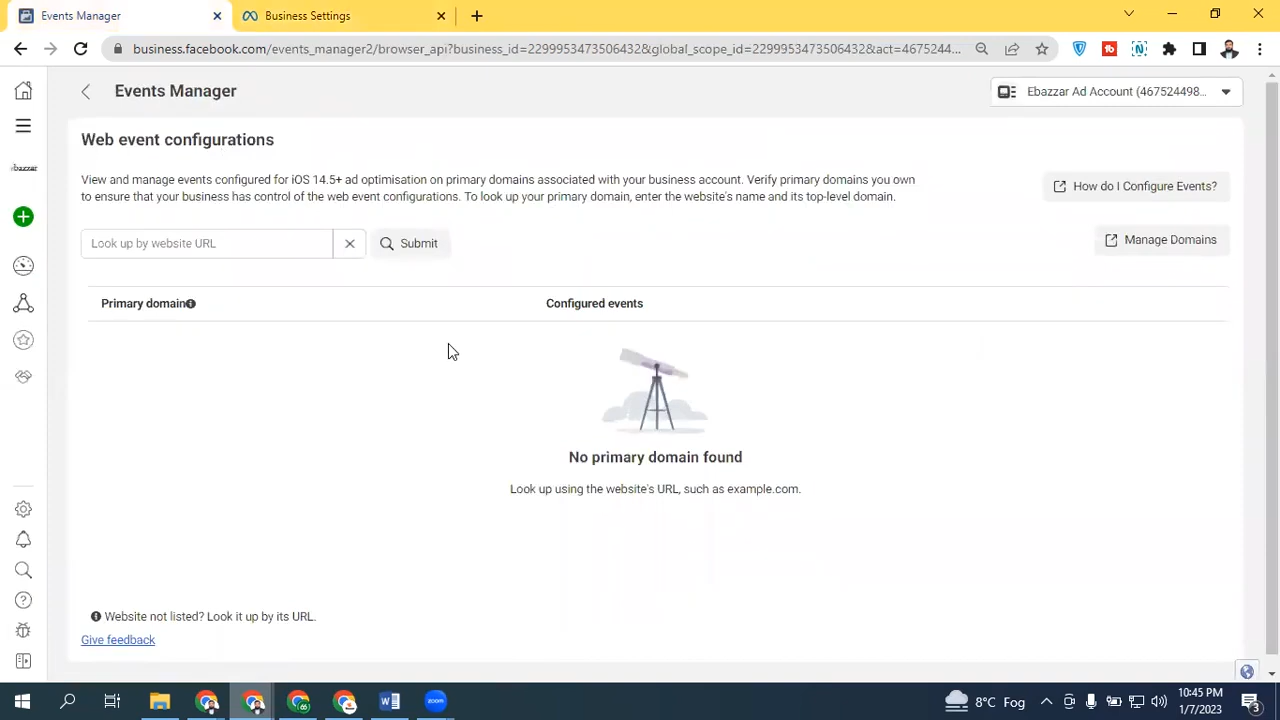 Events Manager
Business Settings
business.facebook.com/events_manager2/browser_api?business_id=2299953473506432&global_scope_id=2299953473506432&act=4675244...
Events Manager
Ebazzar Ad Account (467524498...
Web event configurations
View and manage events configured for iOS 14.5+ ad optimisation on primary domains associated with your business account. Verify primary domains you own
to ensure that your business has control of the web event configurations. To look up your primary domain, enter the website's name and its top-level domain.
How do I Configure Events?
Look up by website URL
Submit
Manage Domains
Primary domain
Configured events
No primary domain found
Look up using the website's URL, such as example.com.
Website not listed? Look it up by its URL.
Give feedback
zoom
8°C Fog
10:45 PM
1/7/2023
3